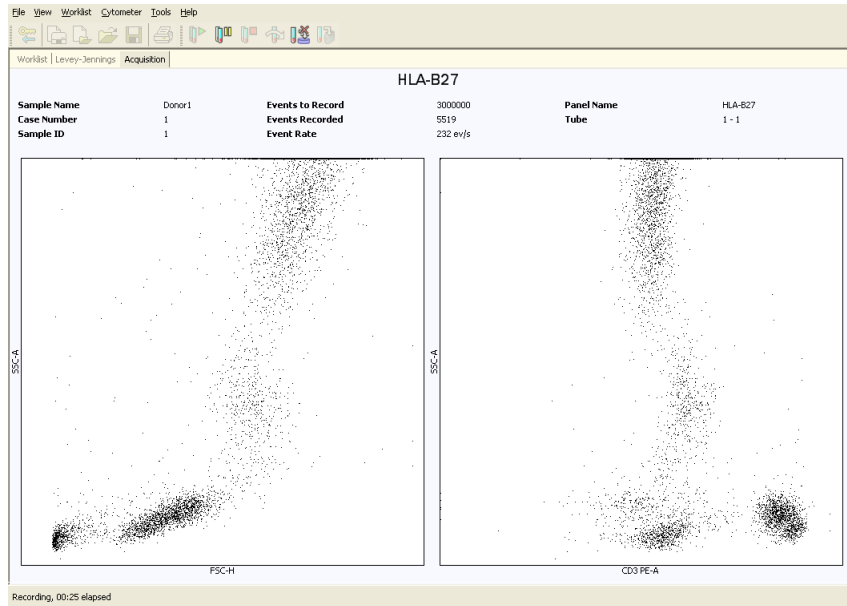 File View Worklist Cytometer Tools Help
Worklist Levey-Jennings Acquisition
HLA-B27
Sample Name Donor1 Events to Record 3000000 Panel Name HLA-B27
Case Number 1 Events Recorded 5519 Tube 1 - 1
Sample ID 1 Event Rate 232 ev/s
SSC-A
SSC-A
FSC-H
CD3 PE-A
Recording, 00:25 elapsed